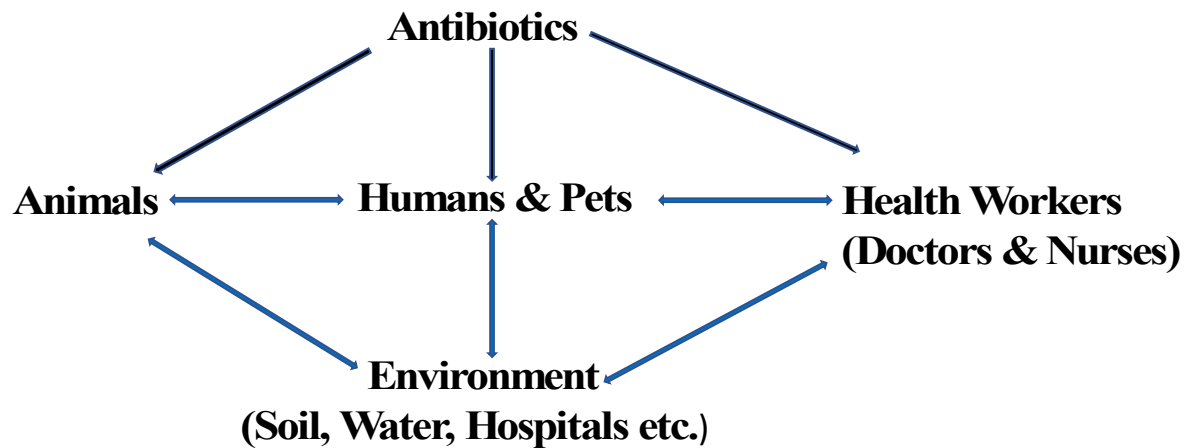 Antibiotics
Animals
Humans & Pets
Health Workers
(Doctors & Nurses)
Environment
(Soil, Water, Hospitals etc.)